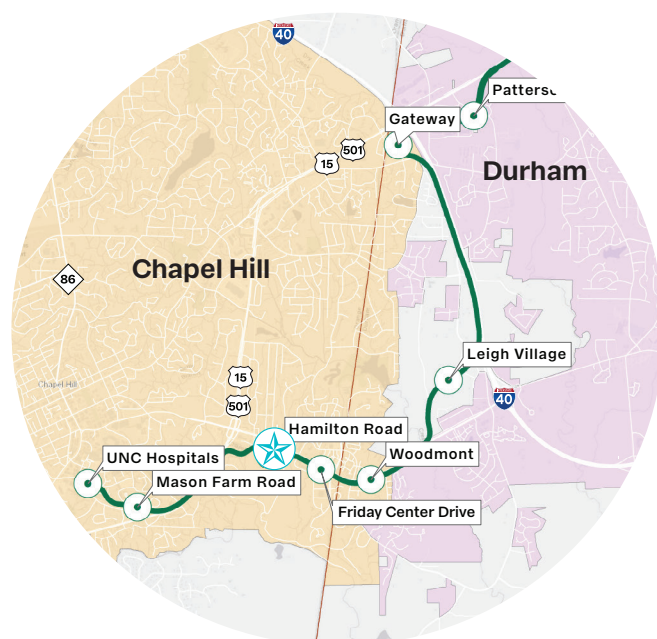 40
Patters
Gateway
501
15
Durham
Chapel Hill
86
Leigh Village
15
Chapel Hill
501
40
Hamilton Road
UNC Hospitals
Woodmont
Mason Farm Road
Friday Center Drive